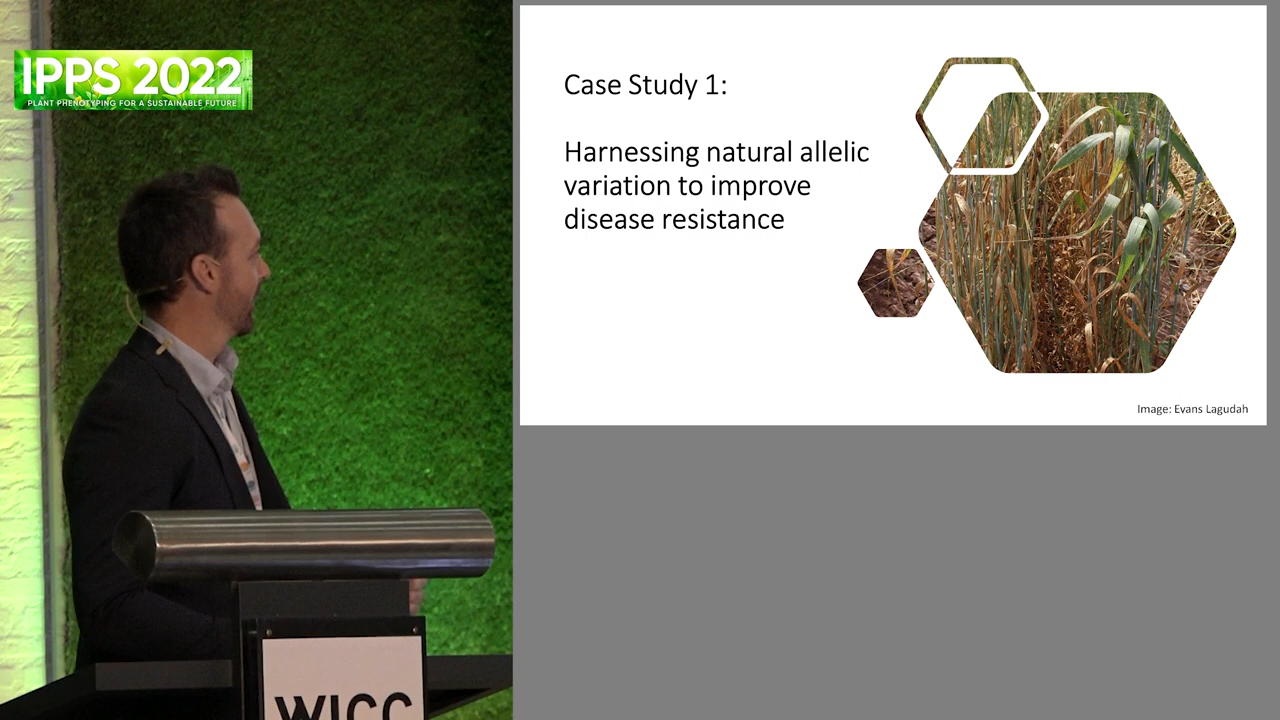 IPPS 2022
PLANT PHENOTYPING FOR A SUSTAINABLE FUTURE
Case Study 1:
Harnessing natural allelic
variation to improve
disease resistance
Image: Evans Lagudah
WICC